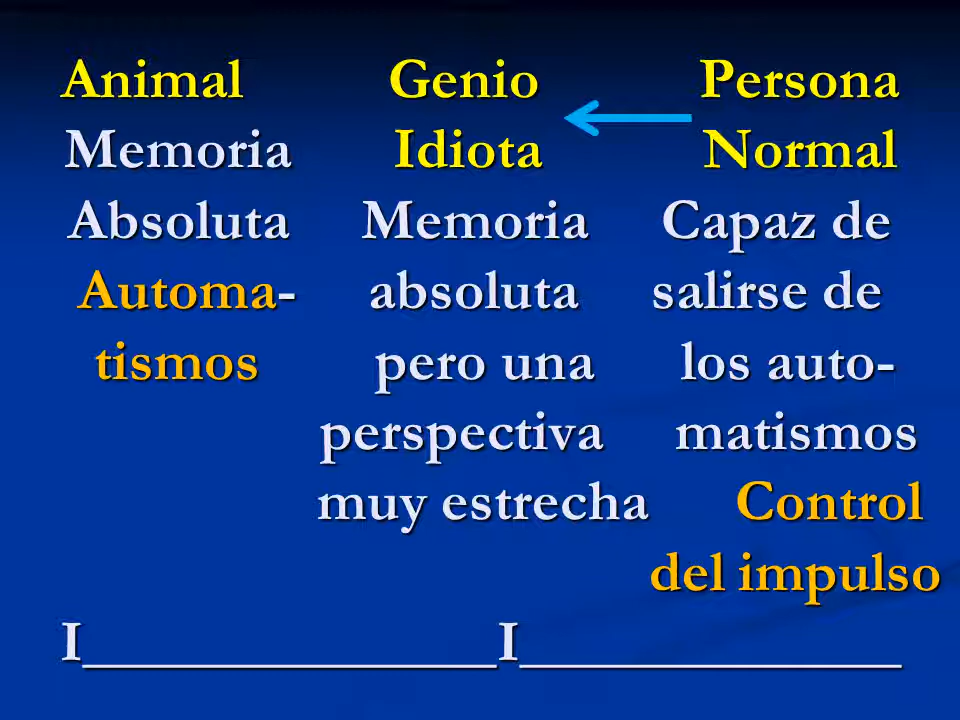 Animal Genio Persona
Memoria Idiota Normal
Absoluta Memoria Capaz de
Automa- absoluta salirse de
tismos pero una los auto-
perspectiva matismos
muy estrecha Control
del impulso
I_______________I______________